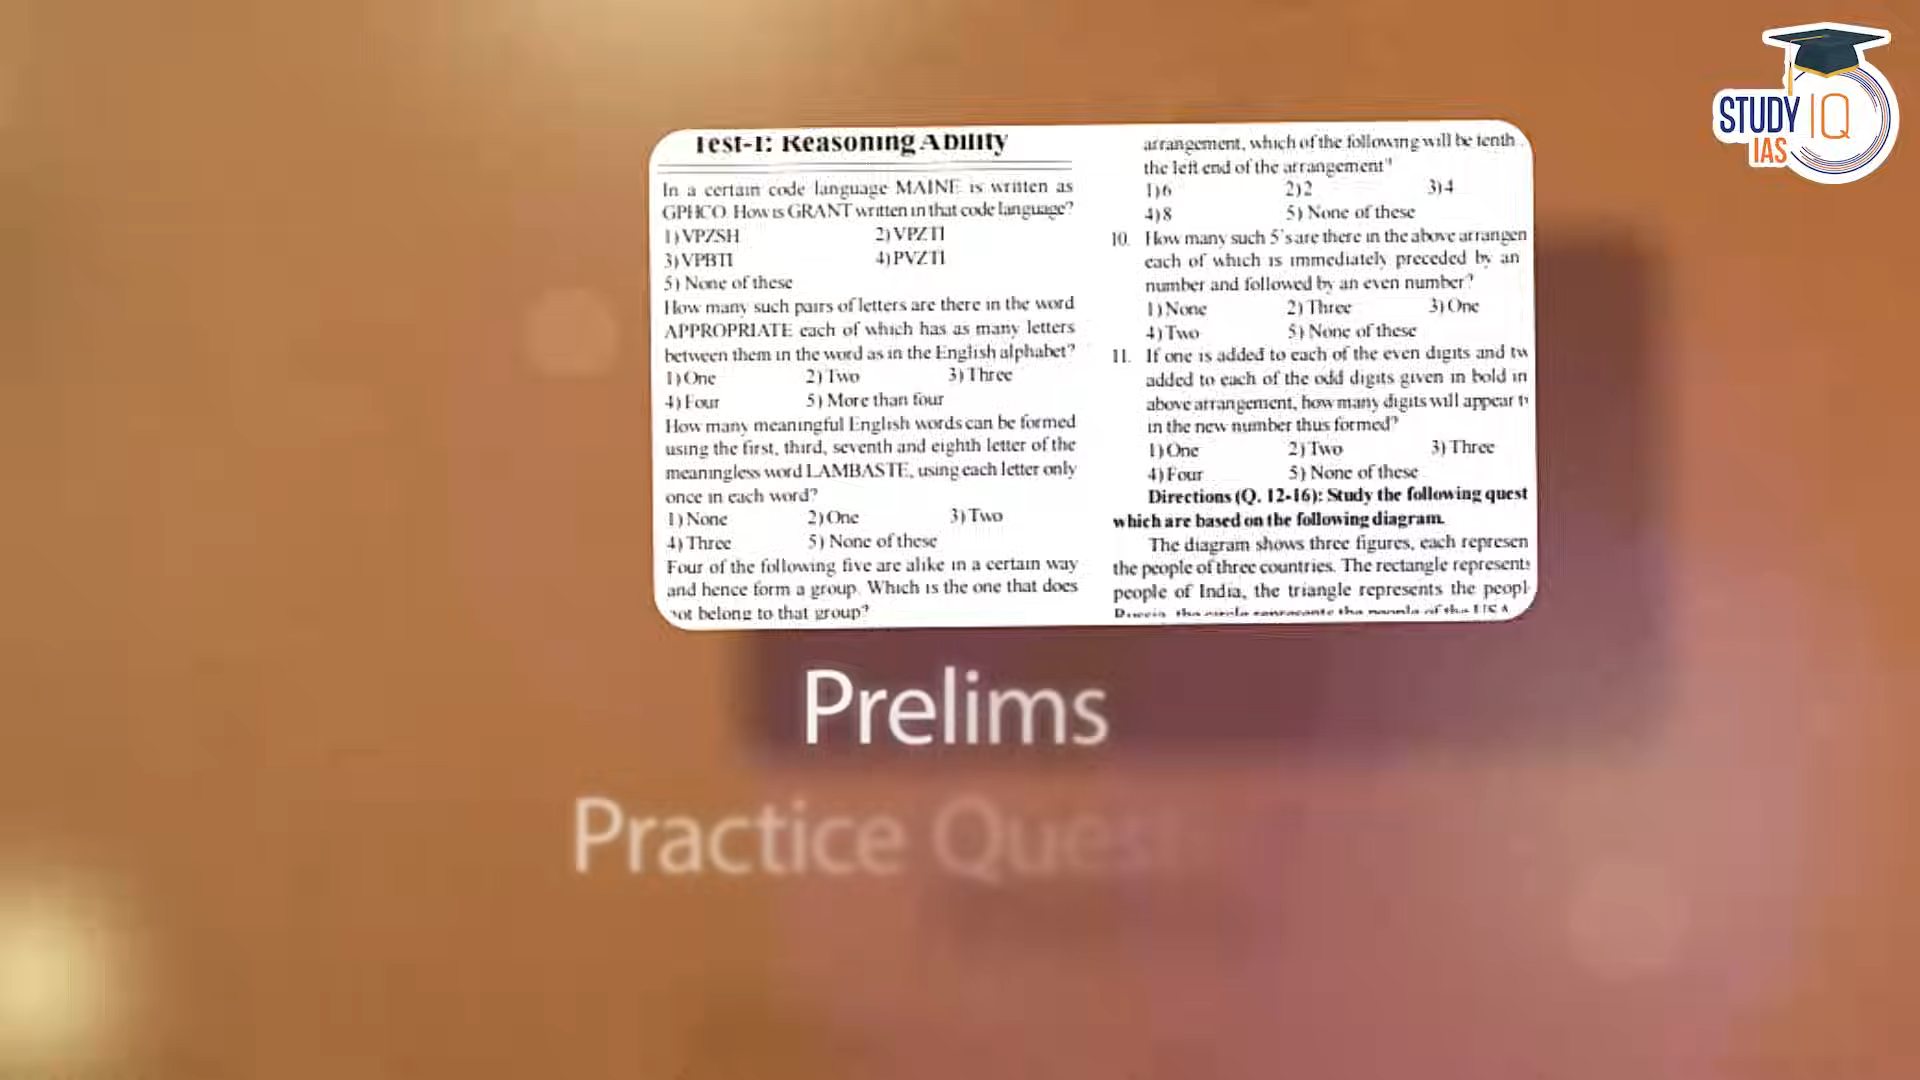 STUDY IQ
IAS
Test-I: Reasoning Ability
In a certain code language MAINE is written as
GPHCO. How is GRANT written in that code language?
1) VPZSH 2) VPZTI
3) VPBTI 4) PVZTI
5) None of these
How many such pairs of letters are there in the word
APPROPRIATE each of which has as many letters
between them in the word as in the English alphabet?
1) One 2) Two 3) Three
4) Four 5) More than four
How many meaningful English words can be formed
using the first, third, seventh and eighth letter of the
meaningless word LAMBASTE, using each letter only
once in each word?
1) None 2) One 3) Two
4) Three 5) None of these
Four of the following five are alike in a certain way
and hence form a group. Which is the one that does
not belong to that group?
arrangement, which of the following will be tenth
the left end of the arrangement?
1) 6 2) 2 3) 4
4) 8 5) None of these
10. How many such 5's are there in the above arrangen
each of which is immediately preceded by an
number and followed by an even number?
1) None 2) Three 3) One
4) Two 5) None of these
11. If one is added to each of the even digits and tw
added to each of the odd digits given in bold in
above arrangement, how many digits will appear tw
in the new number thus formed?
1) One 2) Two 3) Three
4) Four 5) None of these
Directions (Q. 12-16): Study the following quest
which are based on the following diagram.
The diagram shows three figures, each represen
the people of three countries. The rectangle represents
people of India, the triangle represents the peopl
Russia, the circle represents the people of the USA
Prelims
Practice Quest